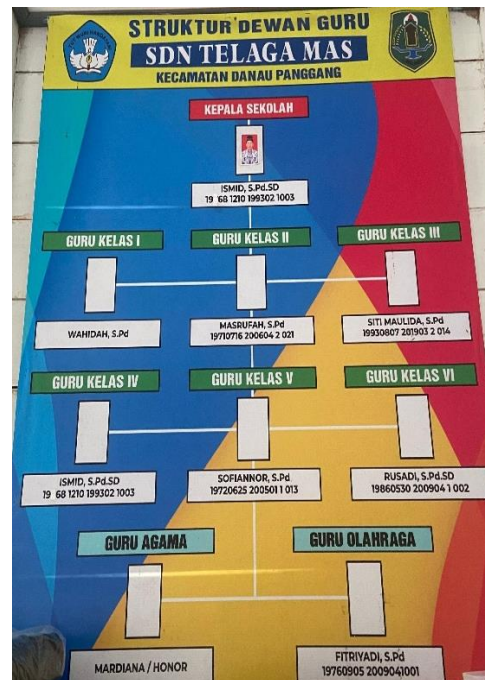 STRUKTUR DEWAN GURU
SDN TELAGA MAS
KECAMATAN DANAU PANGGANG
KEPALA SEKOLAH
ISMID, S.Pd.SD
19 68 1210 199302 1003
GURU KELAS I
GURU KELAS II
GURU KELAS III
WAHIDAH, S.Pd
MASRUFAH, S.Pd
19710716 200604 2 021
SITI MAULIDA, S.Pd
19930807 201903 2 014
GURU KELAS IV
GURU KELAS V
GURU KELAS VI
ISMID, S.Pd.SD
19 68 1210 199302 1003
SOFIANNOR, S.Pd
19720625 200501 1 013
RUSADI, S.Pd.SD
19860530 200904 1 002
GURU AGAMA
GURU OLAHRAGA
MARDIANA / HONOR
FITRIYADI, S.Pd
19760905 2009041001